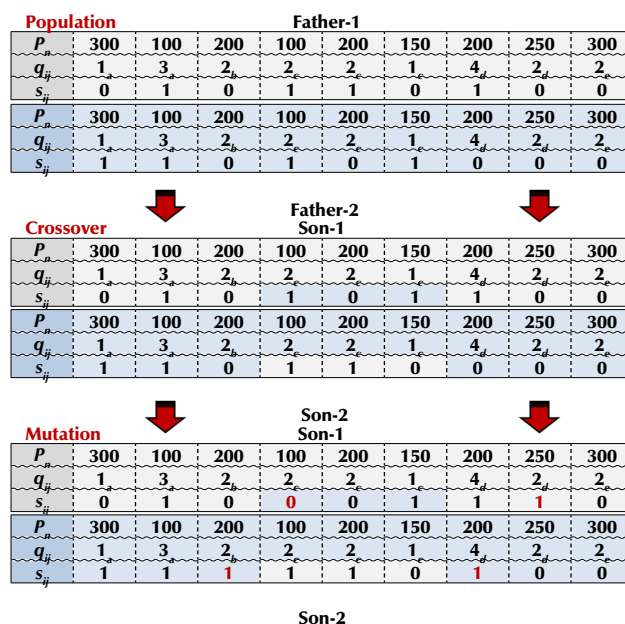 Population Father-1
Pn 300 100 200 100 200 150 200 250 300
qij 1a 3a 2b 2c 2c 1c 4d 2d 2e
sij 0 1 0 1 1 0 1 0 0
Pn 300 100 200 100 200 150 200 250 300
qij 1a 3a 2b 2c 2c 1c 4d 2d 2e
sij 1 1 0 1 0 1 0 0 0
Father-2
Crossover Son-1
Pn 300 100 200 100 200 150 200 250 300
qij 1a 3a 2b 2c 2c 1c 4d 2d 2e
sij 0 1 0 1 0 1 1 0 0
Pn 300 100 200 100 200 150 200 250 300
qij 1a 3a 2b 2c 2c 1c 4d 2d 2e
sij 1 1 0 1 1 0 0 0 0
Son-2
Mutation Son-1
Pn 300 100 200 100 200 150 200 250 300
qij 1a 3a 2b 2c 2c 1c 4d 2d 2e
sij 0 1 0 0 0 1 1 1 0
Pn 300 100 200 100 200 150 200 250 300
qij 1a 3a 2b 2c 2c 1c 4d 2d 2e
sij 1 1 1 1 1 0 1 0 0
Son-2